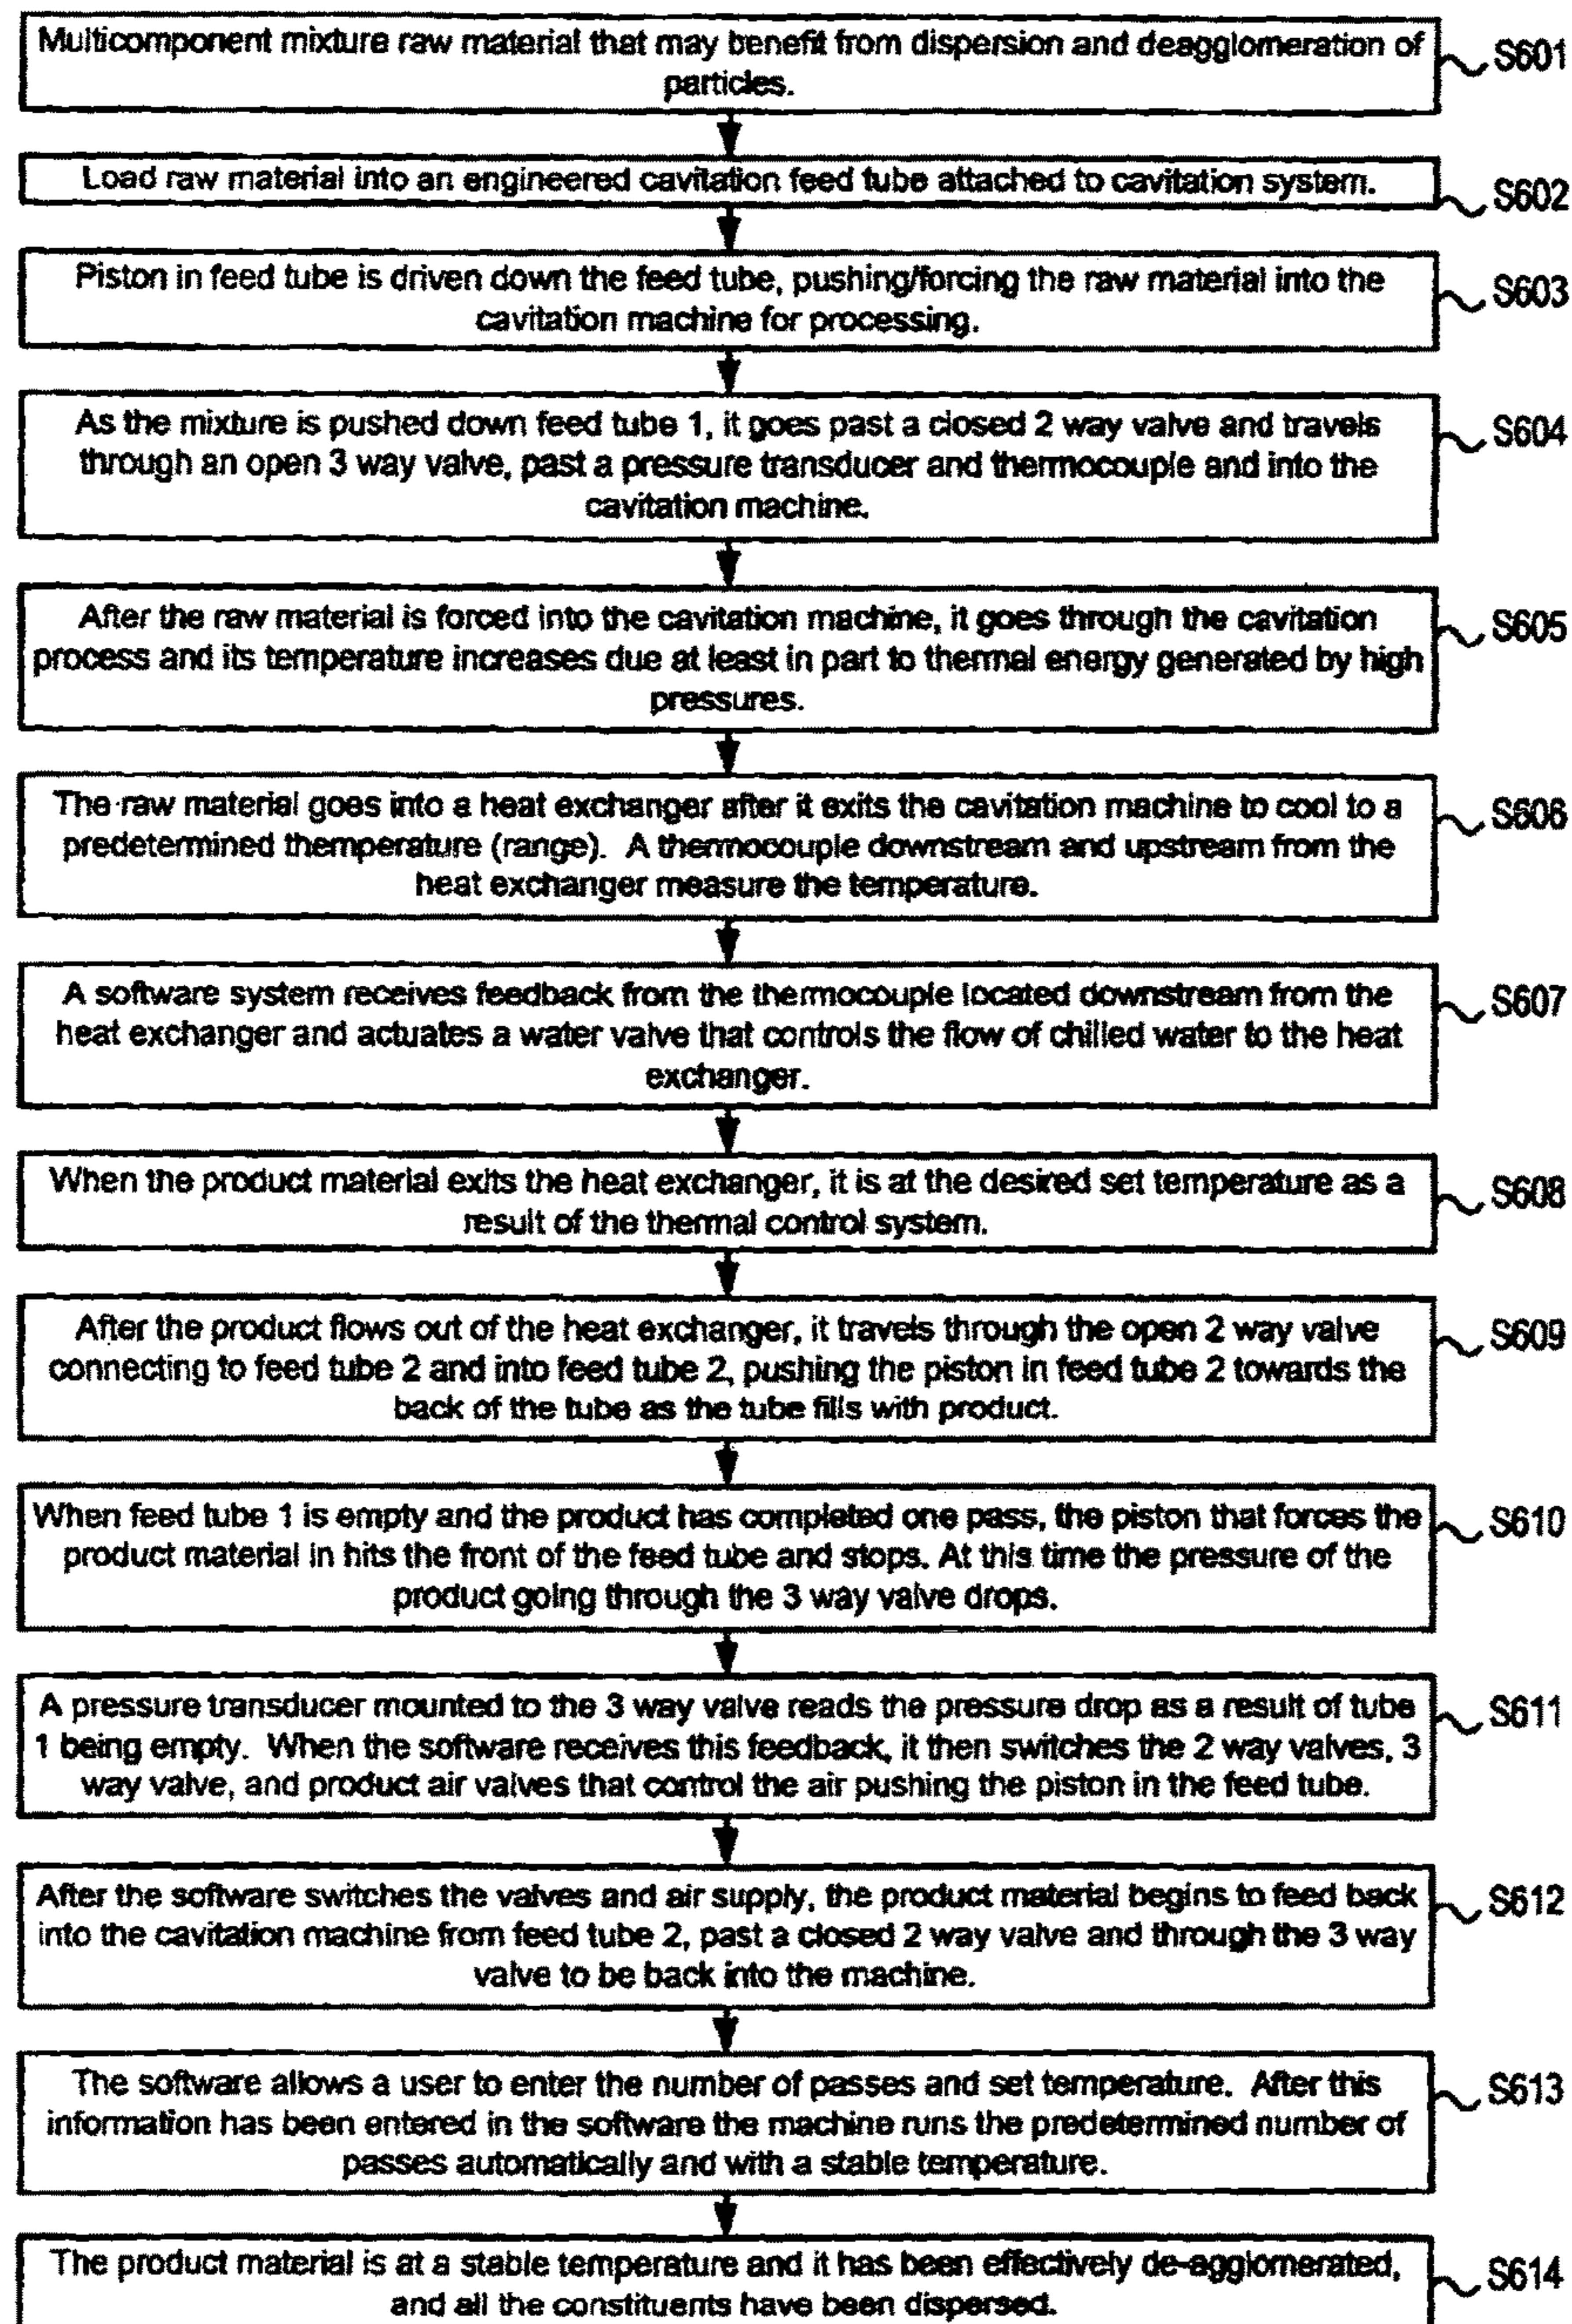 Multicomponent mixture raw material that may benefit from dispersion and deagglomeration of
particles.
S601
Load raw material into an engineered cavitation feed tube attached to cavitation system.
S602
Piston in feed tube is driven down the feed tube, pushing/forcing the raw material into the
cavitation machine for processing.
S603
As the mixture is pushed down feed tube 1, it goes past a closed 2 way valve and travels
through an open 3 way valve, past a pressure transducer and thermocouple and into the
cavitation machine.
S604
After the raw material is forced into the cavitation machine, it goes through the cavitation
process and its temperature increases due at least in part to thermal energy generated by high
pressures.
S605
The raw material goes into a heat exchanger after it exits the cavitation machine to cool to a
predetermined themperature (range). A thermocouple downstream and upstream from the
heat exchanger measure the temperature.
S606
A software system receives feedback from the thermocouple located downstream from the
heat exchanger and actuates a water valve that controls the flow of chilled water to the heat
exchanger.
S607
When the product material exits the heat exchanger, it is at the desired set temperature as a
result of the thermal control system.
S608
After the product flows out of the heat exchanger, it travels through the open 2 way valve
connecting to feed tube 2 and into feed tube 2, pushing the piston in feed tube 2 towards the
back of the tube as the tube fills with product.
S609
When feed tube 1 is empty and the product has completed one pass, the piston that forces the
product material in hits the front of the feed tube and stops. At this time the pressure of the
product going through the 3 way valve drops.
S610
A pressure transducer mounted to the 3 way valve reads the pressure drop as a result of tube
1 being empty. When the software receives this feedback, it then switches the 2 way valves, 3
way valve, and product air valves that control the air pushing the piston in the feed tube.
S611
After the software switches the valves and air supply, the product material begins to feed back
into the cavitation machine from feed tube 2, past a closed 2 way valve and through the 3 way
valve to be back into the machine.
S612
The software allows a user to enter the number of passes and set temperature. After this
information has been entered in the software the machine runs the predetermined number of
passes automatically and with a stable temperature.
S613
The product material is at a stable temperature and it has been effectively de-agglomerated,
and all the constituents have been dispersed.
S614